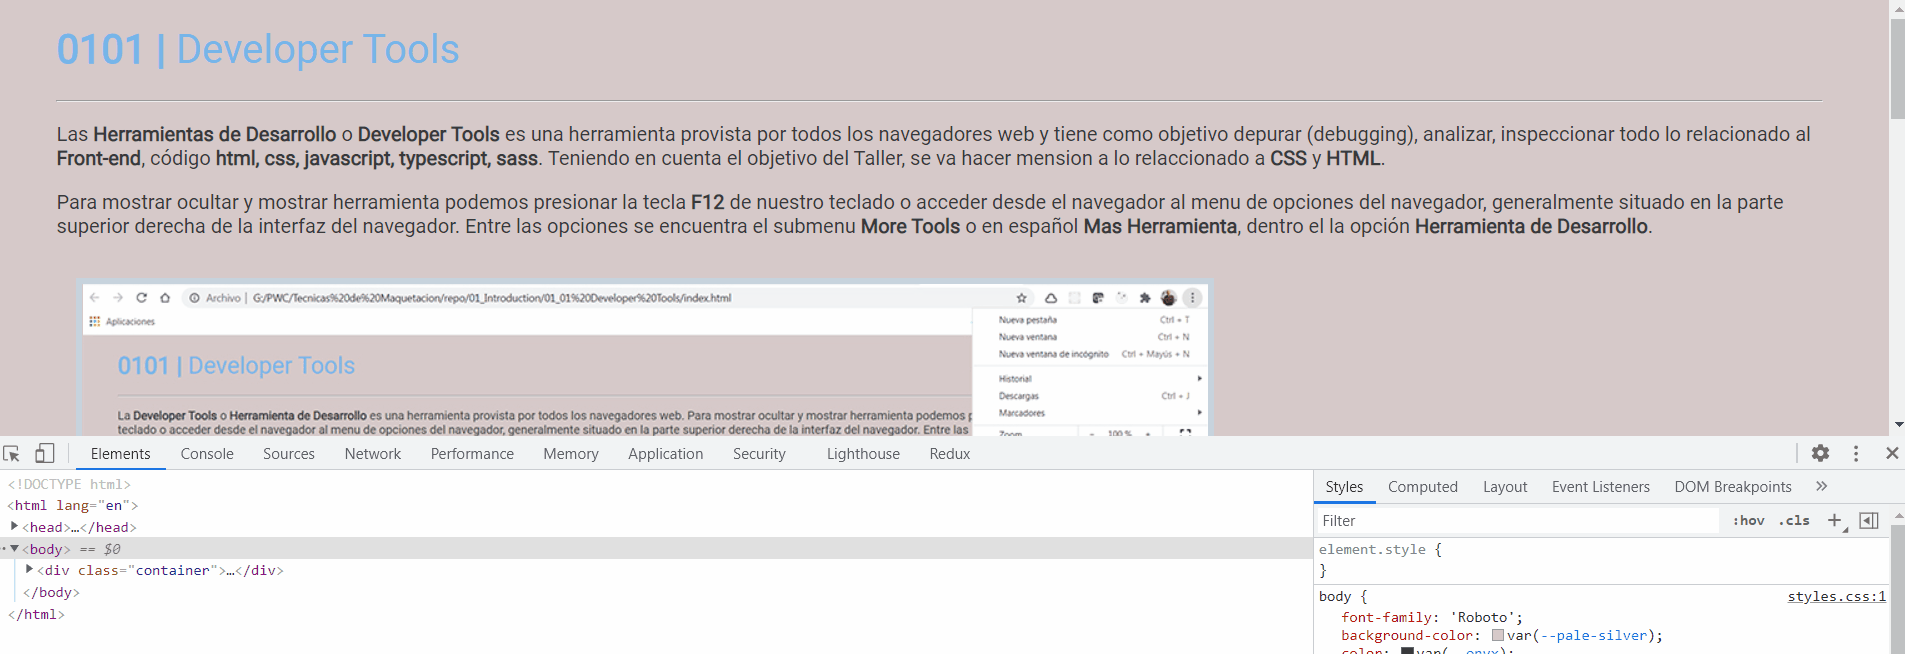 0101 | Developer Tools
Las Herramientas de Desarrollo o Developer Tools es una herramienta provista por todos los navegadores web y tiene como objetivo depurar (debugging), analizar, inspeccionar todo lo relacionado al
Front-end, código html, css, javascript, typescript, sass. Teniendo en cuenta el objetivo del Taller, se va hacer mension a lo relaccionado a CSS y HTML.
Para mostrar ocultar y mostrar herramienta podemos presionar la tecla F12 de nuestro teclado o acceder desde el navegador al menu de opciones del navegador, generalmente situado en la parte
superior derecha de la interfaz del navegador. Entre las opciones se encuentra el submenu More Tools o en español Mas Herramienta, dentro el la opción Herramienta de Desarrollo.
Archivo | G:/PWC/Tecnicas%20de%20Maquetacion/repo/01_Introduction/01_01%20Developer%20Tools/index.html
Aplicaciones
Nueva pestaña Ctrl + T
Nueva ventana Ctrl + N
Nueva ventana de incógnito Ctrl + Mayús + N
Historial
Descargas Ctrl + J
Marcadores
Zoom - 100 % +
0101 | Developer Tools
La Developer Tools o Herramienta de Desarrollo es una herramienta provista por todos los navegadores web. Para mostrar ocultar y mostrar herramienta podemos p
teclado o acceder desde el navegador al menu de opciones del navegador, generalmente situado en la parte superior derecha de la interfaz del navegador. Entre las
Elements Console Sources Network Performance Memory Application Security Lighthouse Redux
<!DOCTYPE html>
<html lang="en">
<head>…</head>
<body> == $0
<div class="container">…</div>
</body>
</html>
Styles Computed Layout Event Listeners DOM Breakpoints »
Filter :hov .cls +
element.style {
}
body { styles.css:1
font-family: 'Roboto';
background-color: var(--pale-silver);
color: var(--onyx);